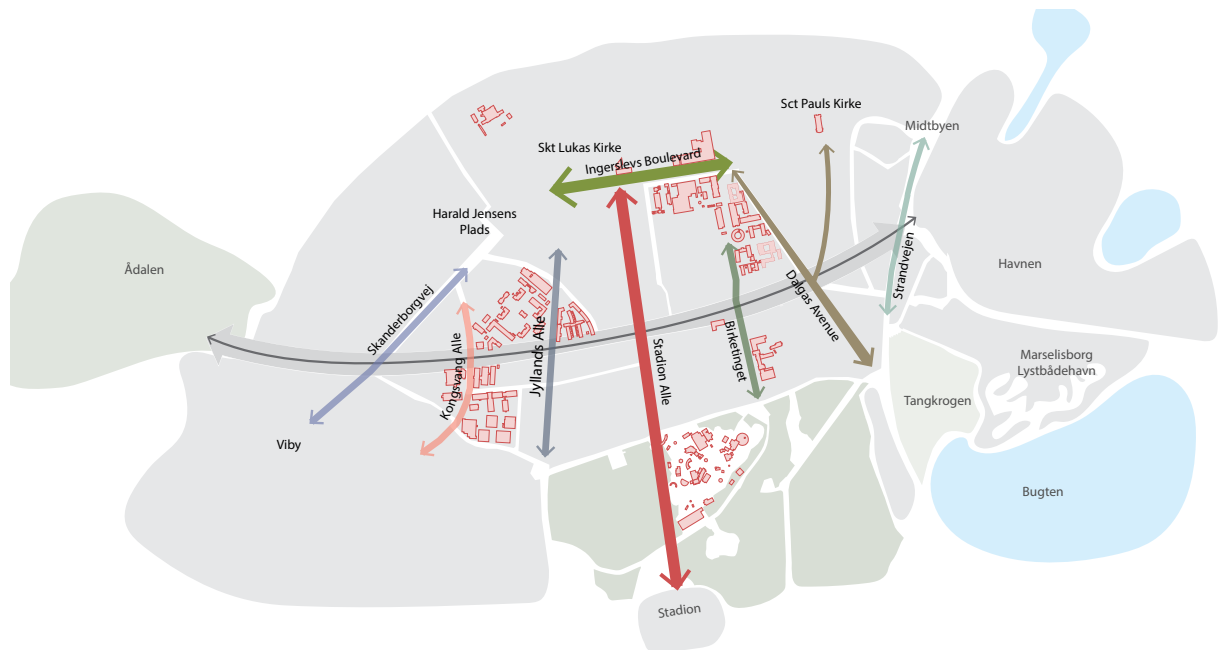 Sct Pauls Kirke
Midtbyen
Skt Lukas Kirke
Ingerslevs Boulevard
Harald Jensens
Plads
Ådalen
Havnen
Strandvejen
Dalgas Avenue
Skanderborgvej
Kongsvang Alle
Jyllands Alle
Stadion Alle
Birketinget
Marselisborg
Lystbådehavn
Tangkrogen
Viby
Bugten
Stadion